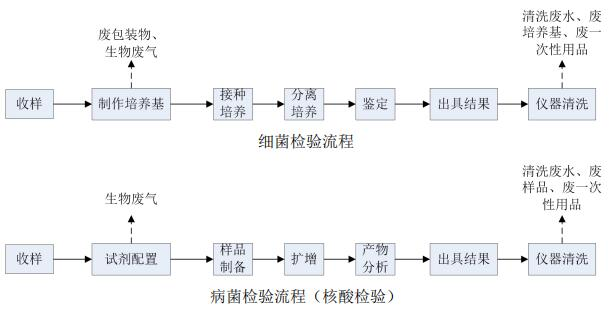 废包装物、
生物废气
清洗废水、废
培养基、废一
次性用品
收样
制作培养基
接种
培养
分离
培养
鉴定
出具结果
仪器清洗
细菌检验流程
生物废气
清洗废水、废
样品、废一次
性用品
收样
试剂配置
样品
制备
扩增
产物
分析
出具结果
仪器清洗
病菌检验流程（核酸检验）